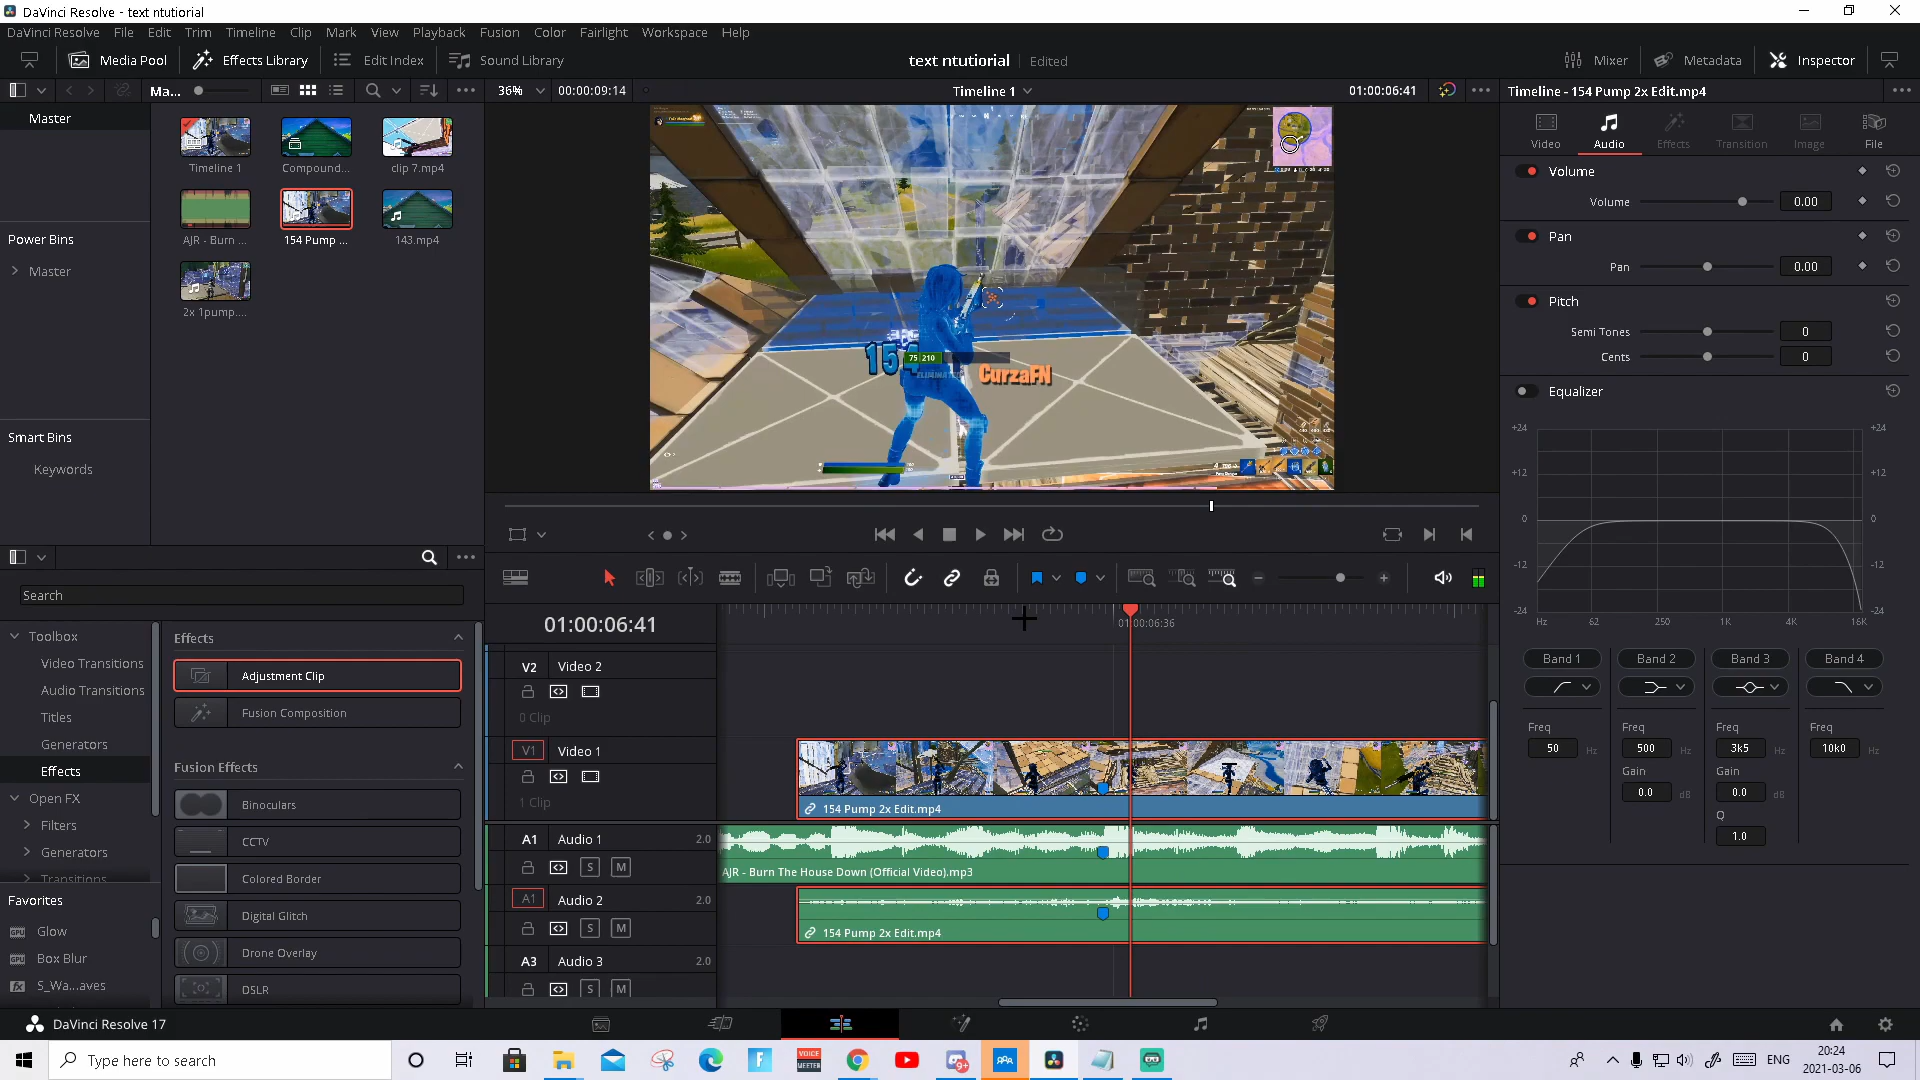 DaVinci Resolve - text ntutiorial
DaVinci Resolve File Edit Trim Timeline Clip Mark View Playback Fusion Color Fairlight Workspace Help
Media Pool Effects Library Edit Index Sound Library
text ntutiorial Edited
Mixer Metadata Inspector
Ma...
36% 00:00:09:14 Timeline 1 01:00:06:41
Timeline - 154 Pump 2x Edit.mp4
Master
Timeline 1 Compound... clip 7.mp4
AJR - Burn ... 154 Pump ... 143.mp4
2x 1pump....
Power Bins
Master
Smart Bins
Keywords
154
75 210
CurzaFN
Video Audio Effects Transition Image File
Volume
Volume 0.00
Pan
Pan 0.00
Pitch
Semi Tones 0
Cents 0
Equalizer
+24 +24
+12 +12
0 0
-12 -12
-24 -24
Hz 62 250 1K 4K 16K
Band 1 Band 2 Band 3 Band 4
Freq Freq Freq Freq
50 Hz 500 Hz 3k5 Hz 10k0 Hz
Gain Gain
0.0 dB 0.0 dB
Q
1.0
Search
Toolbox
Video Transitions
Audio Transitions
Titles
Generators
Effects
Open FX
Filters
Generators
Transitions
Favorites
Glow
Box Blur
S_Wa...aves
Effects
Adjustment Clip
Fusion Composition
Fusion Effects
Binoculars
CCTV
Colored Border
Digital Glitch
Drone Overlay
DSLR
01:00:06:41
01:00:06:36
V2 Video 2
0 Clip
V1 Video 1
1 Clip
154 Pump 2x Edit.mp4
A1 Audio 1 2.0
S M
AJR - Burn The House Down (Official Video).mp3
A1 Audio 2 2.0
S M
154 Pump 2x Edit.mp4
A3 Audio 3 2.0
S M
DaVinci Resolve 17
Type here to search
VOICE MEETER
9+
ENG
20:24
2021-03-06